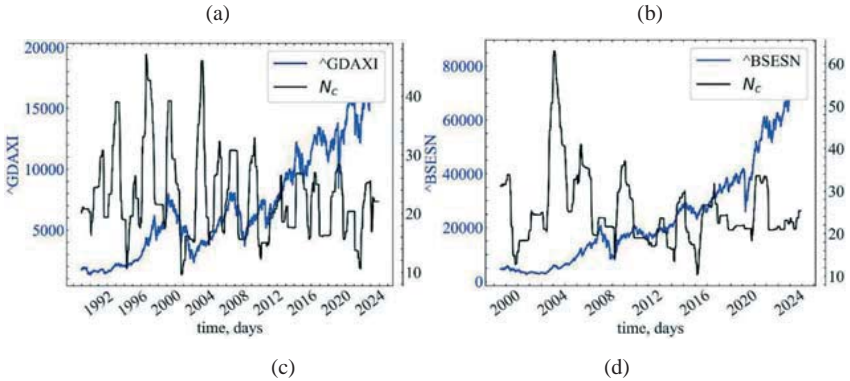 (a)
(b)
20000
15000
10000
5000
^GDAXI
^GDAXI
N_c
40
30
20
10
1992
1996
2000
2004
2008
2012
2016
2020
2024
time, days
80000
60000
40000
20000
0
^BSESN
^BSESN
N_c
60
50
40
30
20
10
2000
2004
2008
2012
2016
2020
2024
time, days
(c)
(d)